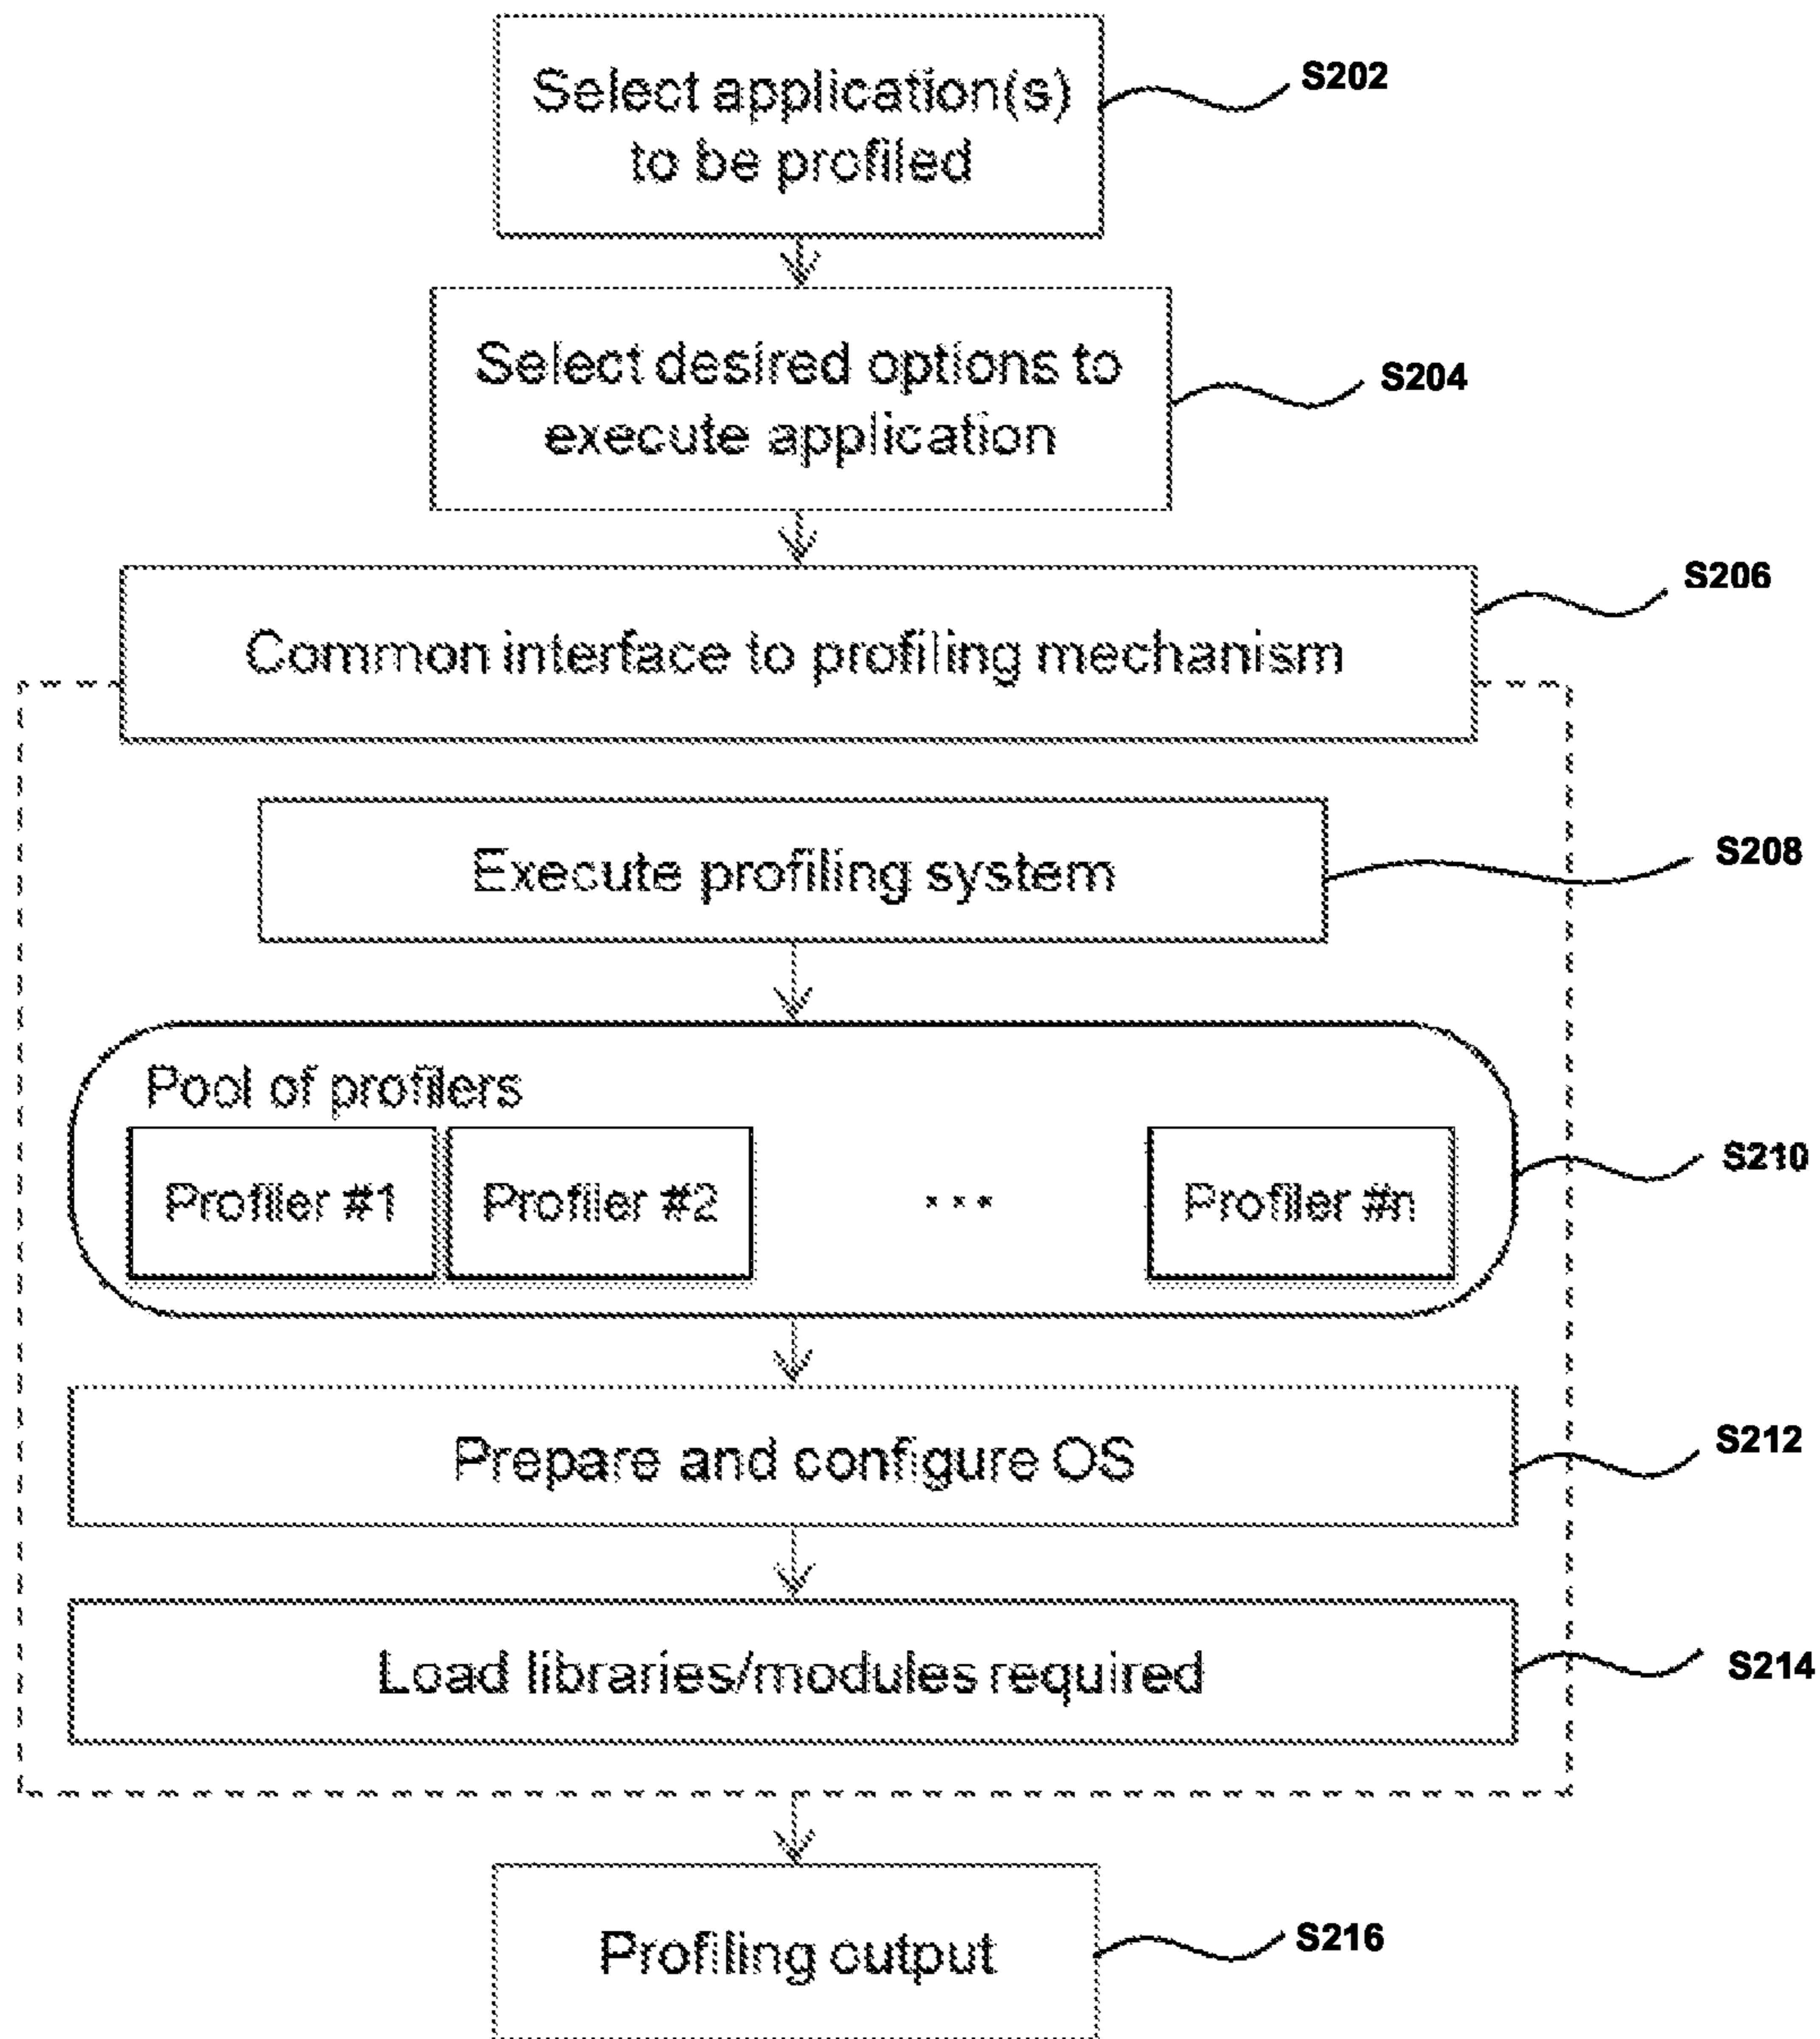 Select application(s)
to be profiled
S202
Select desired options to
execute application
S204
S206
Common interface to profiling mechanism
Execute profiling system
S208
Pool of profilers
Profiler #1
Profiler #2
...
Profiler #n
S210
Prepare and configure OS
S212
Load libraries/modules required
S214
Profiling output
S216